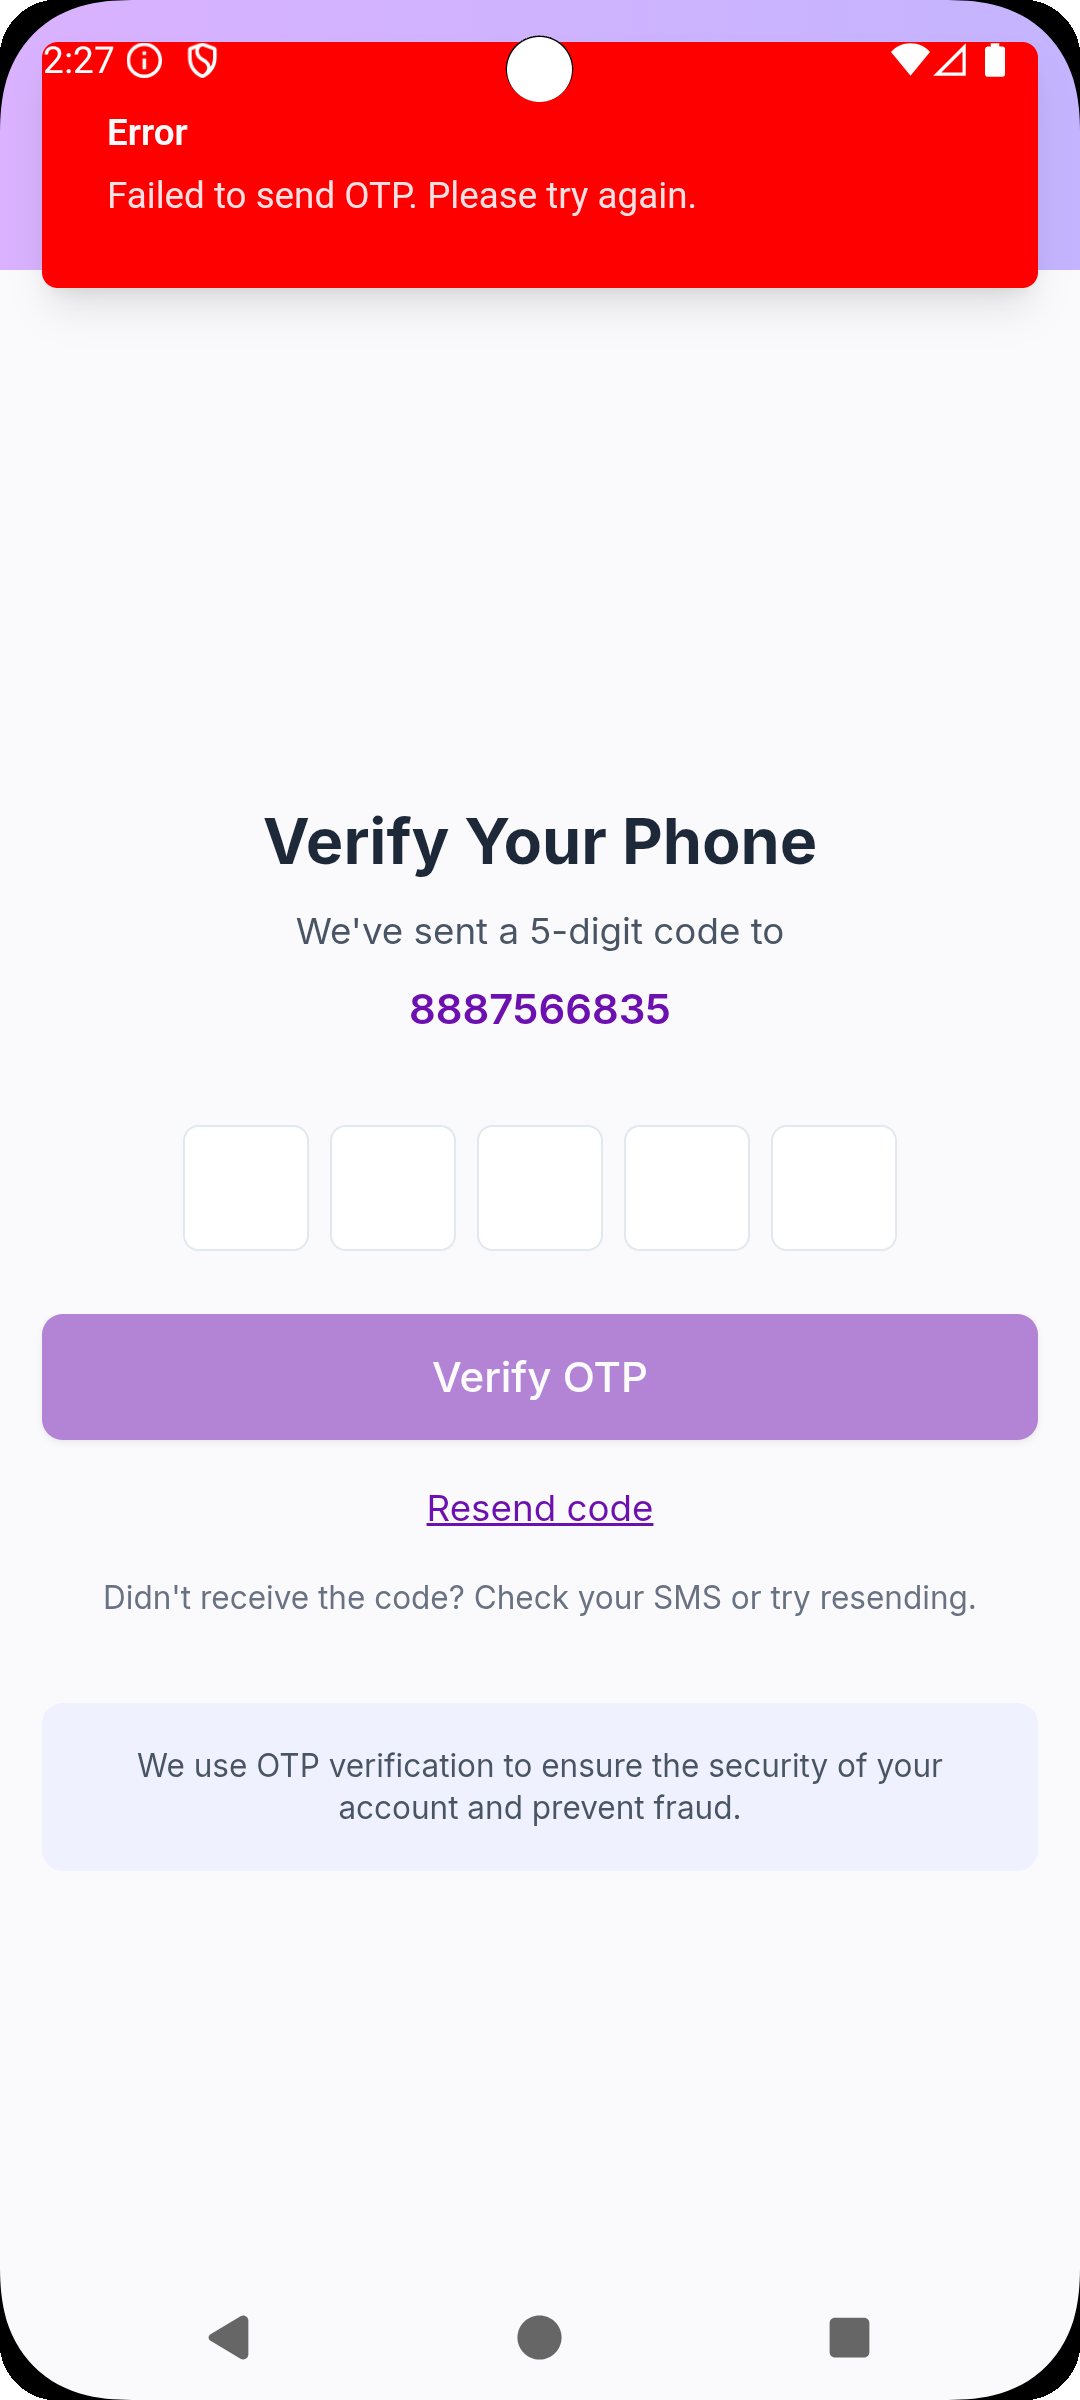 2:27
Error
Failed to send OTP. Please try again.
Verify Your Phone
We've sent a 5-digit code to
8887566835
Verify OTP
Resend code
Didn't receive the code? Check your SMS or try resending.
We use OTP verification to ensure the security of your
account and prevent fraud.